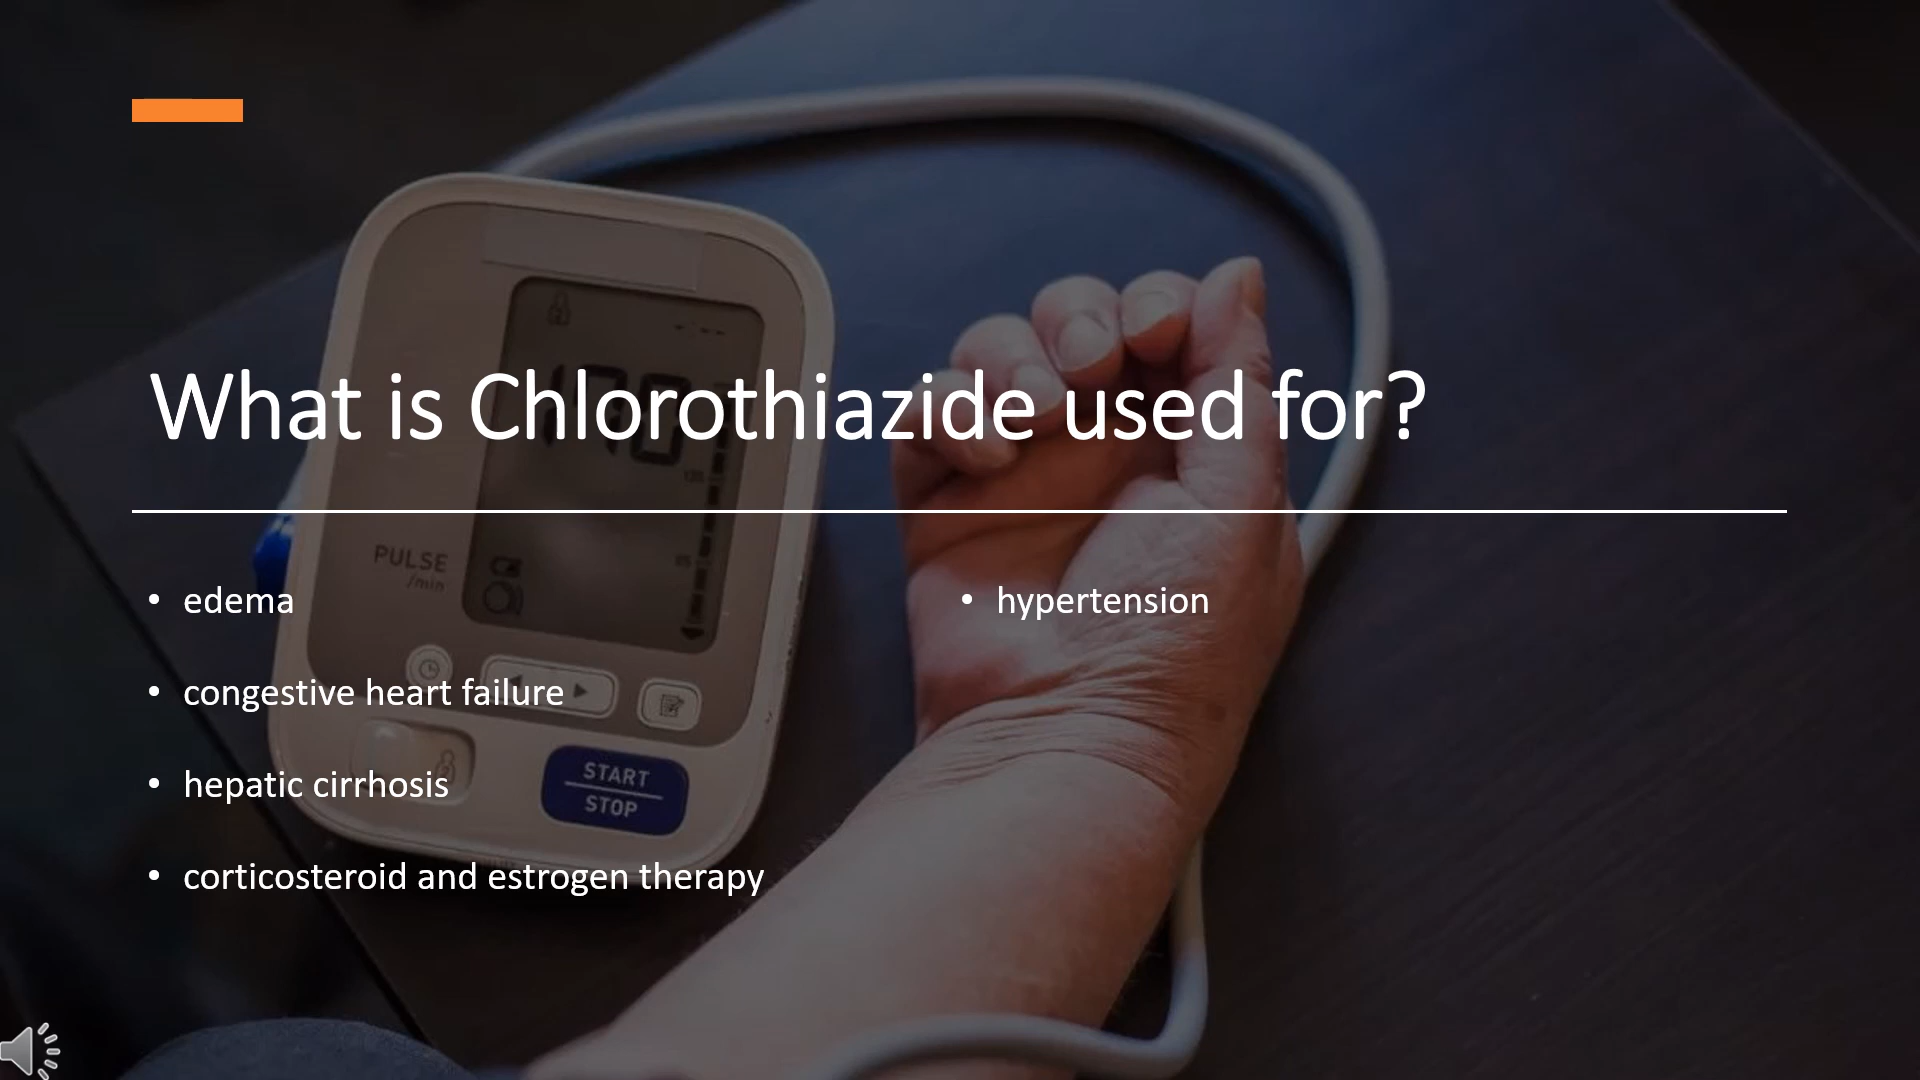 What is Chlorothiazide used for?
• edema
• congestive heart failure
• hepatic cirrhosis
• corticosteroid and estrogen therapy
• hypertension
178
PULSE
/min
START
STOP